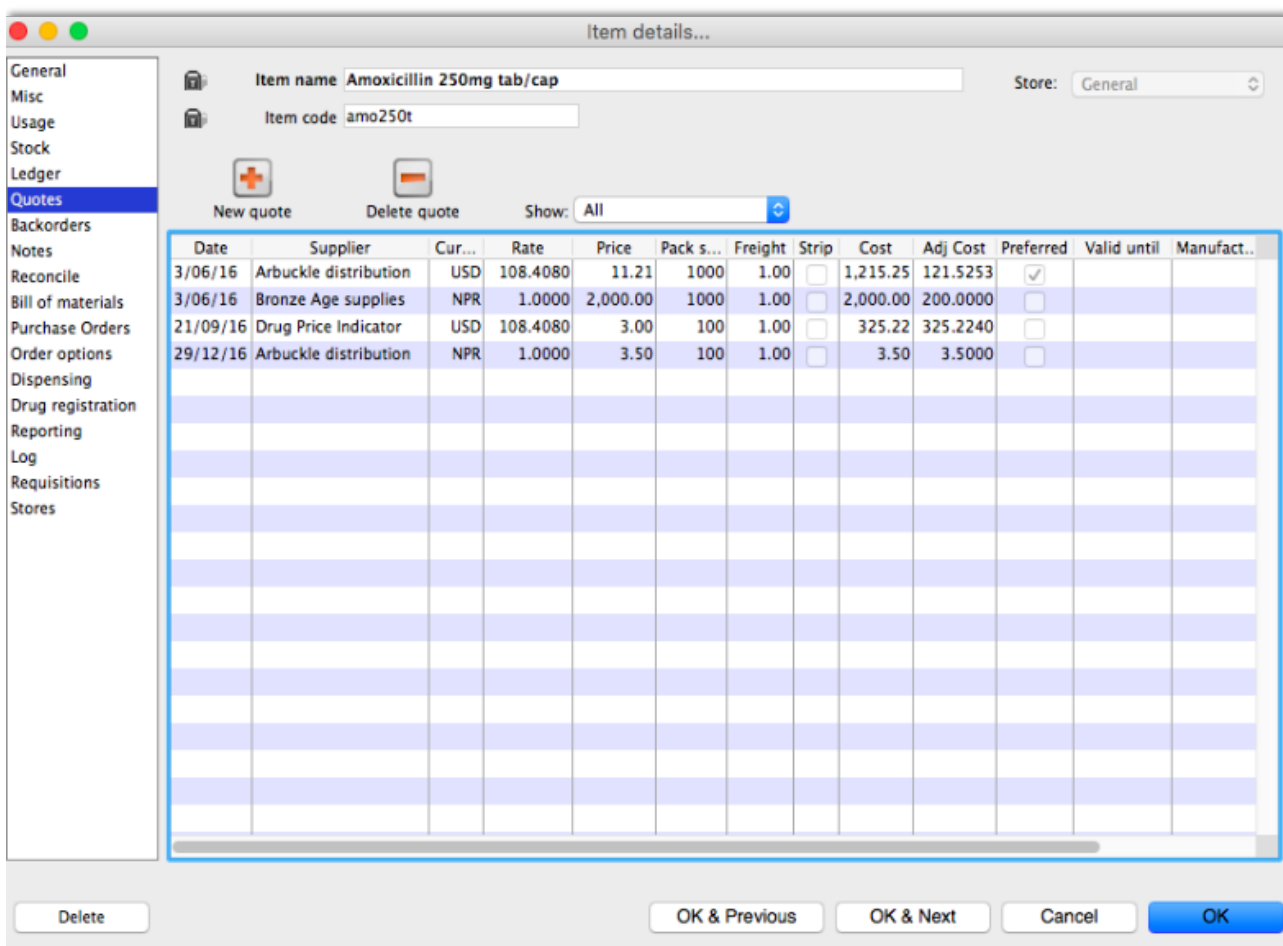 Item details...
General
Misc
Usage
Stock
Ledger
Quotes
Backorders
Notes
Reconcile
Bill of materials
Purchase Orders
Order options
Dispensing
Drug registration
Reporting
Log
Requisitions
Stores
Item name Amoxicillin 250mg tab/cap Store: General
Item code amo250t
New quote Delete quote Show: All
Date Supplier Cur... Rate Price Pack s... Freight Strip Cost Adj Cost Preferred Valid until Manufact..
3/06/16 Arbuckle distribution USD 108.4080 11.21 1000 1.00 1,215.25 121.5253
3/06/16 Bronze Age supplies NPR 1.0000 2,000.00 1000 1.00 2,000.00 200.0000
21/09/16 Drug Price Indicator USD 108.4080 3.00 100 1.00 325.22 325.2240
29/12/16 Arbuckle distribution NPR 1.0000 3.50 100 1.00 3.50 3.5000
Delete OK & Previous OK & Next Cancel OK